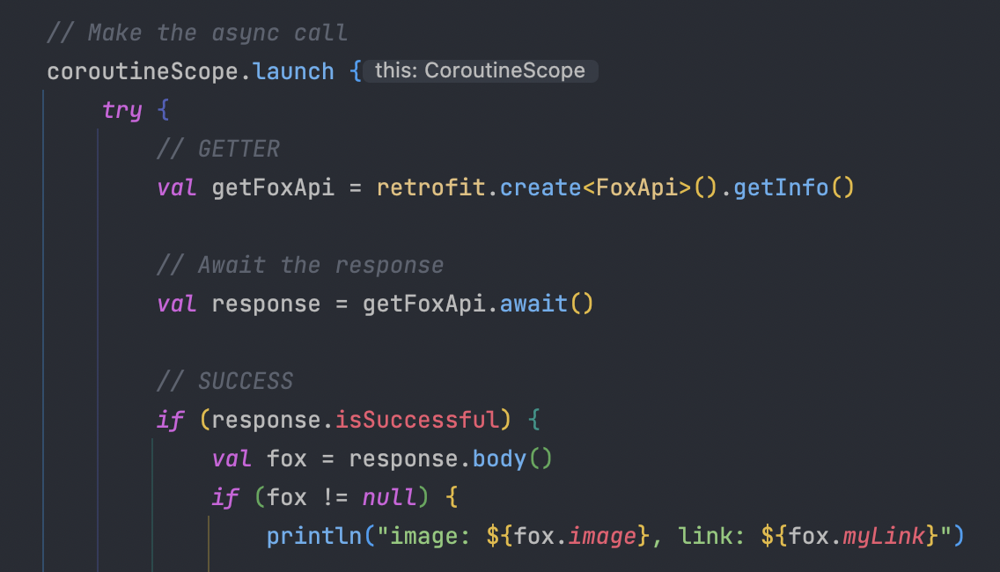 // Make the async call
coroutineScope.launch { this: CoroutineScope
try {
// GETTER
val getFoxApi = retrofit.create<FoxApi>().getInfo()
// Await the response
val response = getFoxApi.await()
// SUCCESS
if (response.isSuccessful) {
val fox = response.body()
if (fox != null) {
println("image: ${fox.image}, link: ${fox.myLink}")